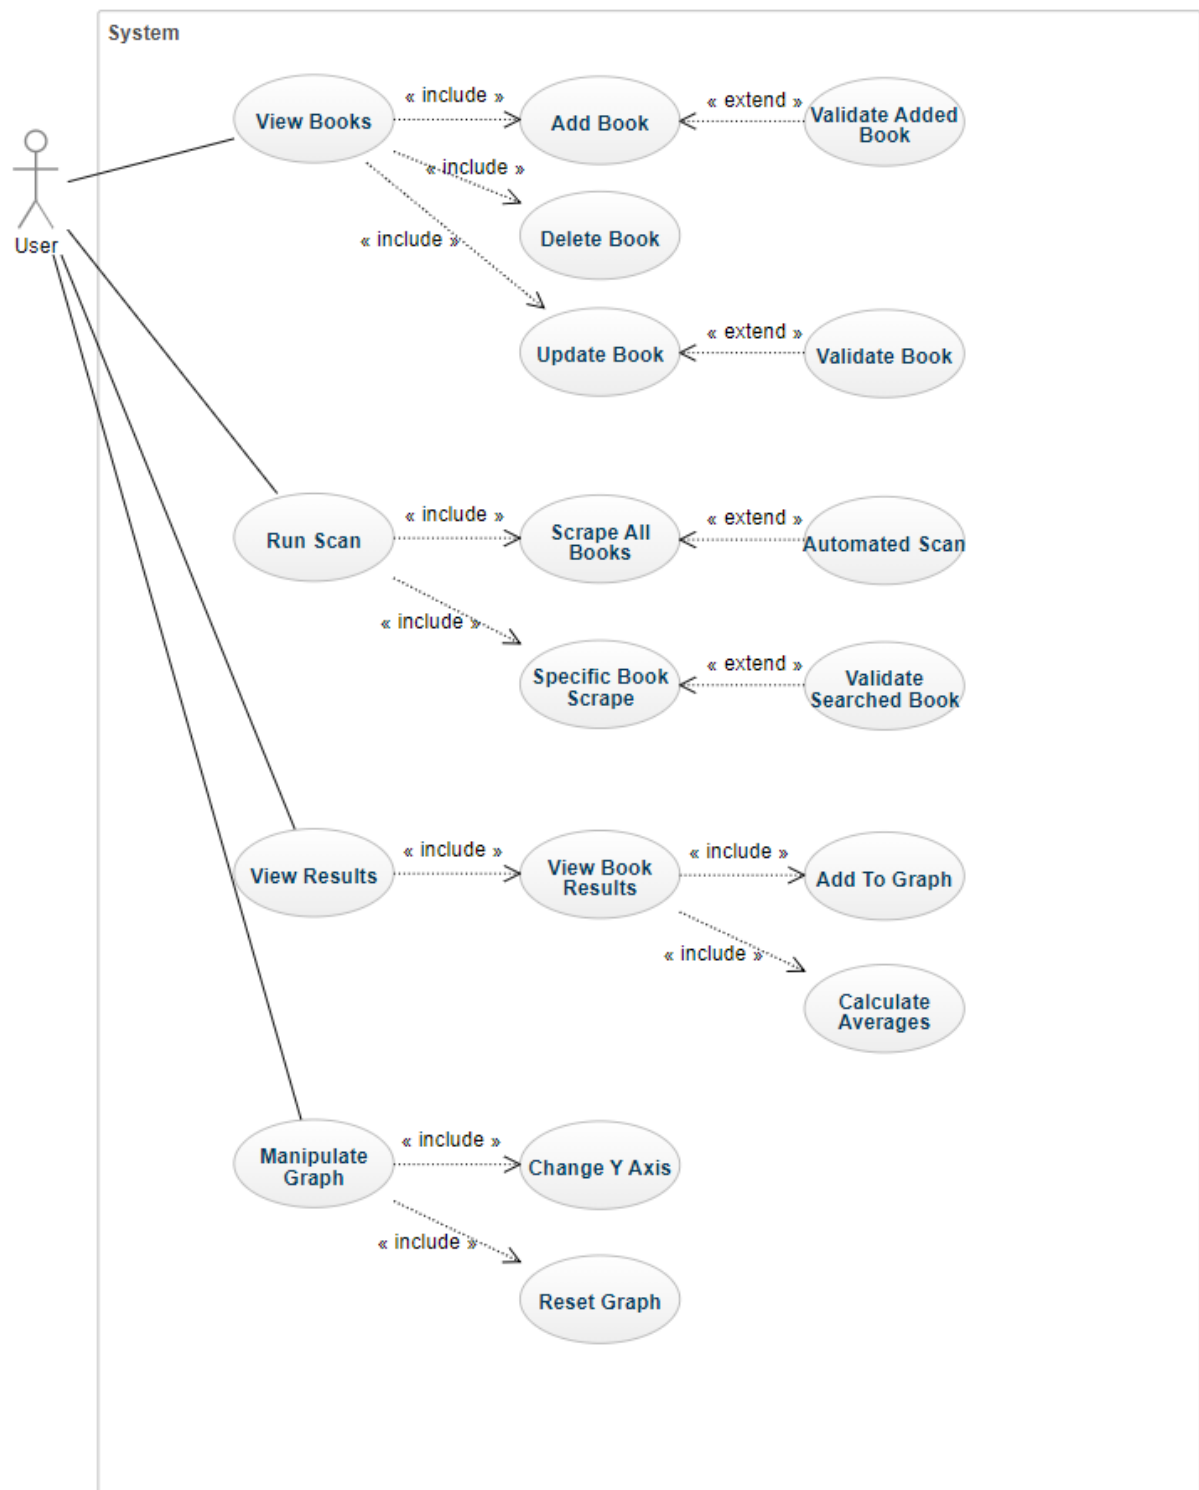 System
View Books
« include »
Add Book
« extend »
Validate Added
Book
« include »
Delete Book
« include »
User
Update Book
« extend »
Validate Book
Run Scan
« include »
Scrape All
Books
« extend »
Automated Scan
« include »
Specific Book
Scrape
« extend »
Validate
Searched Book
View Results
« include »
View Book
Results
« include »
Add To Graph
« include »
Calculate
Averages
Manipulate
Graph
« include »
Change Y Axis
« include »
Reset Graph